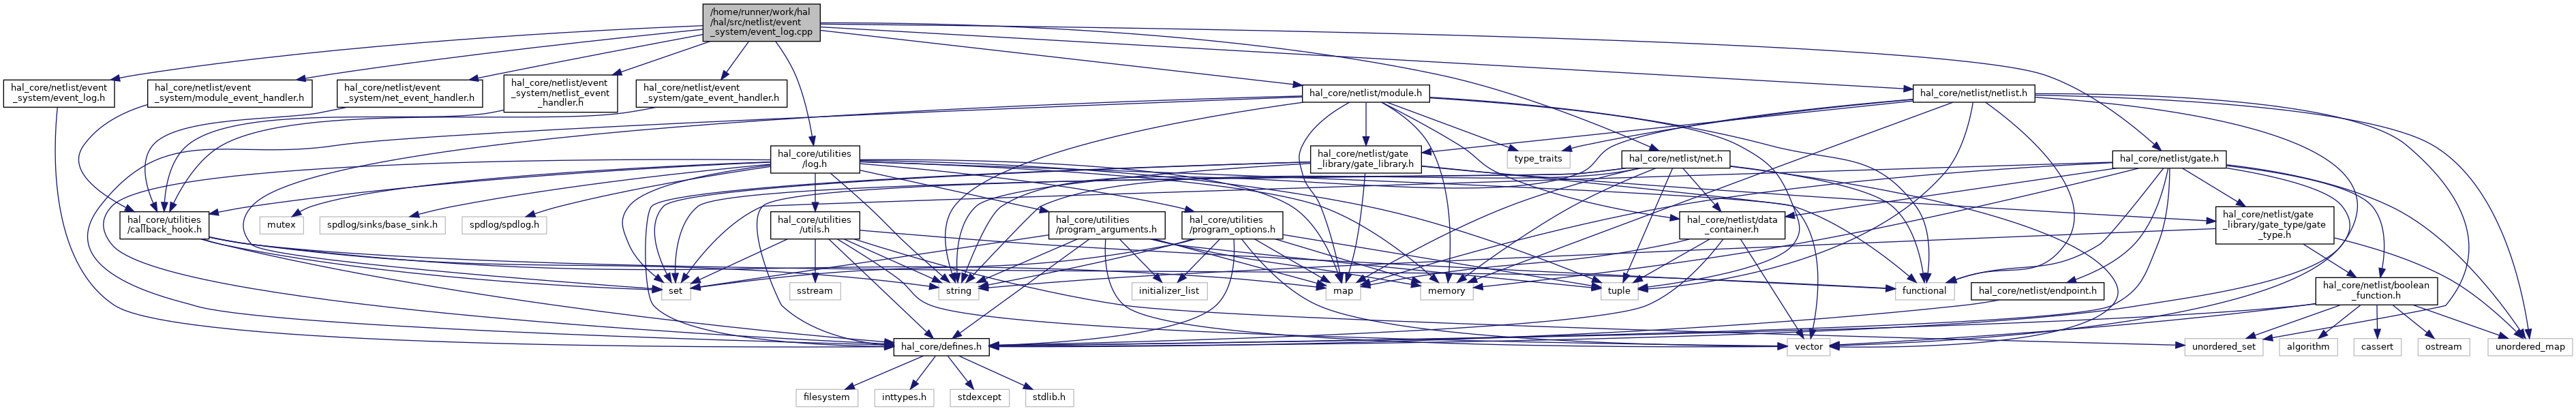 /home/runner/work/hal
/hal/src/netlist/event
_system/event_log.cpp
hal_core/netlist/event
_system/event_log.h
hal_core/netlist/event
_system/module_event_handler.h
hal_core/netlist/event
_system/net_event_handler.h
hal_core/netlist/event
_system/netlist_event
_handler.h
hal_core/netlist/event
_system/gate_event_handler.h
hal_core/netlist/module.h
hal_core/netlist/netlist.h
hal_core/utilities
/log.h
hal_core/netlist/gate
_library/gate_library.h
type_traits
hal_core/netlist/net.h
hal_core/netlist/gate.h
hal_core/utilities
/callback_hook.h
mutex
spdlog/sinks/base_sink.h
spdlog/spdlog.h
hal_core/utilities
/utils.h
hal_core/utilities
/program_arguments.h
hal_core/utilities
/program_options.h
hal_core/netlist/data
_container.h
hal_core/netlist/gate
_library/gate_type/gate
_type.h
set
sstream
string
initializer_list
map
memory
tuple
functional
hal_core/netlist/endpoint.h
hal_core/netlist/boolean
_function.h
hal_core/defines.h
vector
unordered_set
algorithm
cassert
ostream
unordered_map
filesystem
inttypes.h
stdexcept
stdlib.h